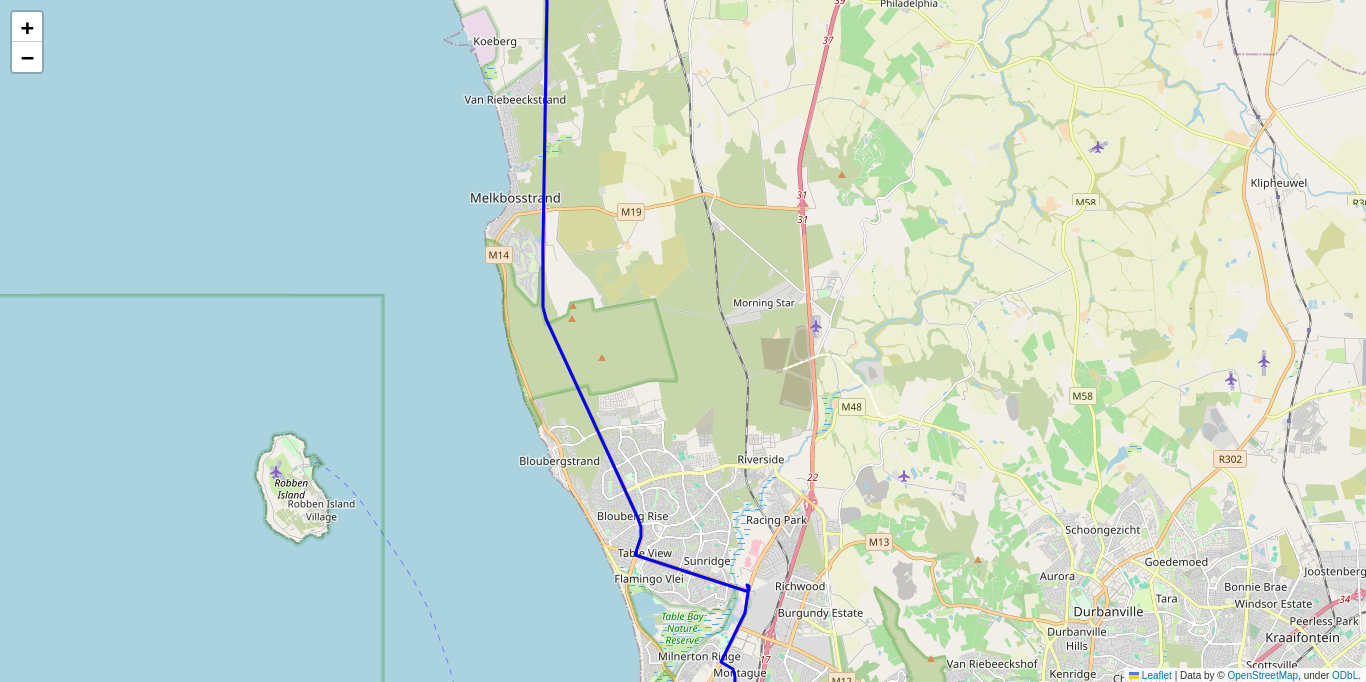 +
−
39
Philadelphia
37
Koeberg
Van Riebeeckstrand
M58
Klipheuwel
31
Melkbosstrand
M19
31
M14
Morning Star
M58
M48
Bloubergstrand
Riverside
R302
22
Robben
Island
Robben Island
Village
Blouberg Rise
Racing Park
Schoongezicht
M13
Table View
Sunridge
Goedemoed
Flamingo Vlei
Richwood
Aurora
Joostenberg
Bonnie Brae
Tara
34
Windsor Estate
Table Bay
Nature
Reserve
Burgundy Estate
Durbanville
Peerless Park
Durbanville
Hills
Kraaifontein
Milnerton Ridge
17
Van Riebeeckshof
Scottsville
Montague
M12
Kenridge
Leaflet | Data by © OpenStreetMap, under ODbL.